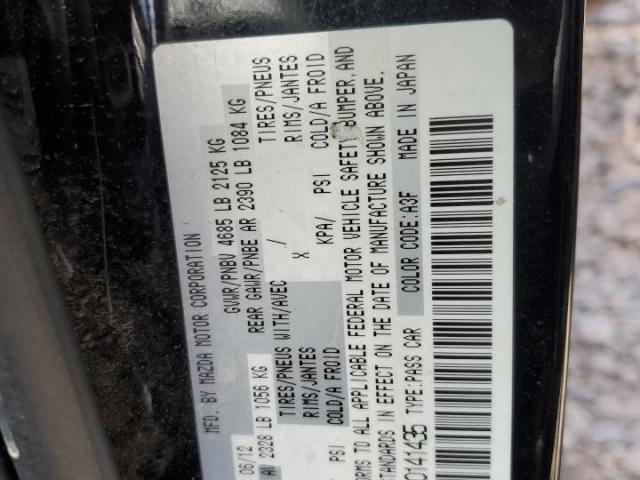 MFD. BY MAZDA MOTOR CORPORATION
06/12 GVWR/PNBV 4685 LB 2125 KG
2328 LB 1056 KG REAR GAWR/PNBE AR 2390 LB 1084 KG
TIRES/PNEUS WITH/AVEC / TIRES/PNEUS
RIMS/JANTES X RIMS/JANTES
PSI COLD/A FROID KPA/ PSI COLD/A FROID
TO ALL APPLICABLE FEDERAL MOTOR VEHICLE SAFETY, BUMPER, AND
STANDARDS IN EFFECT ON THE DATE OF MANUFACTURE SHOWN ABOVE.
0141435 TYPE:PASS CAR COLOR CODE:A3F MADE IN JAPAN